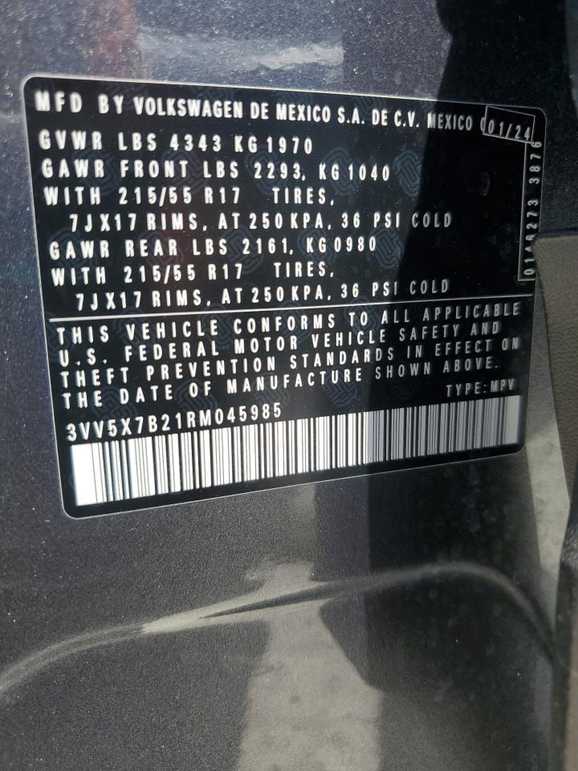 MFD BY VOLKSWAGEN DE MEXICO S.A. DE C.V. MEXICO 01/24
GVWR LBS 4343 KG 1970
GAWR FRONT LBS 2293, KG 1040
WITH 215/55 R17 TIRES,
7JX17 RIMS, AT 250 KPA, 36 PSI COLD
GAWR REAR LBS 2161, KG0980
WITH 215/55 R17 TIRES,
7JX17 RIMS, AT 250 KPA, 36 PSI COLD
THIS VEHICLE CONFORMS TO ALL APPLICABLE
U.S. FEDERAL MOTOR VEHICLE SAFETY AND
THEFT PREVENTION STANDARDS IN EFFECT ON
THE DATE OF MANUFACTURE SHOWN ABOVE.
3VV5X7B21RM045985 TYPE: MPV
3876